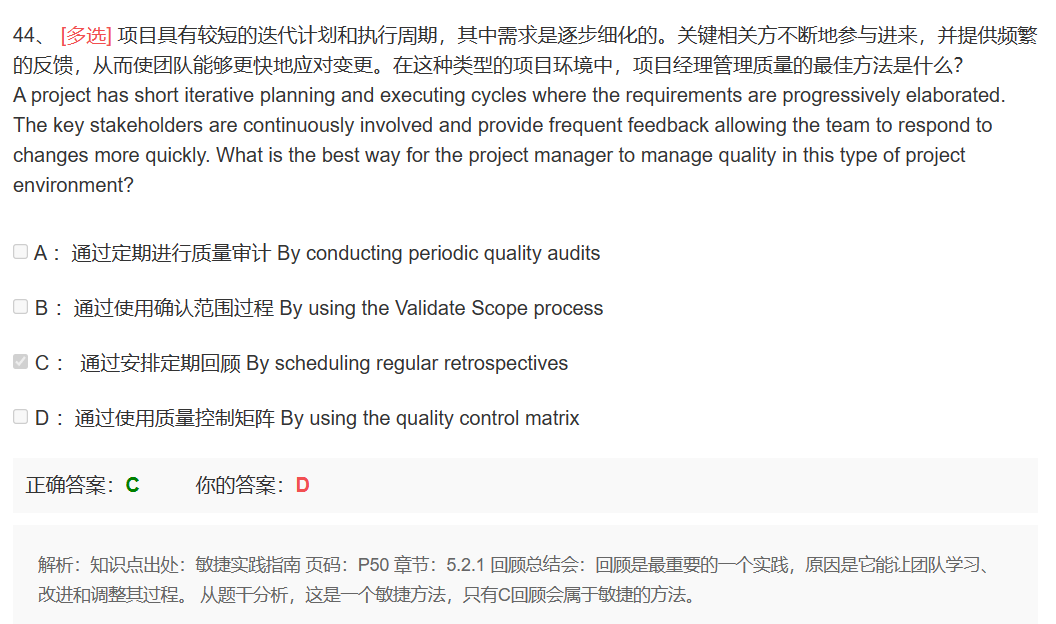 44、 [多选] 项目具有较短的迭代计划和执行周期，其中需求是逐步细化的。关键相关方不断地参与进来，并提供频繁
的反馈，从而使团队能够更快地应对变更。在这种类型的项目环境中，项目经理管理质量的最佳方法是什么？
A project has short iterative planning and executing cycles where the requirements are progressively elaborated.
The key stakeholders are continuously involved and provide frequent feedback allowing the team to respond to
changes more quickly. What is the best way for the project manager to manage quality in this type of project
environment?
A： 通过定期进行质量审计 By conducting periodic quality audits
B： 通过使用确认范围过程 By using the Validate Scope process
C： 通过安排定期回顾 By scheduling regular retrospectives
D： 通过使用质量控制矩阵 By using the quality control matrix
正确答案：C 你的答案：D
解析：知识点出处：敏捷实践指南 页码：P50 章节：5.2.1 回顾总结会：回顾是最重要的一个实践，原因是它能让团队学习、
改进和调整其过程。 从题干分析，这是一个敏捷方法，只有C回顾会属于敏捷的方法。